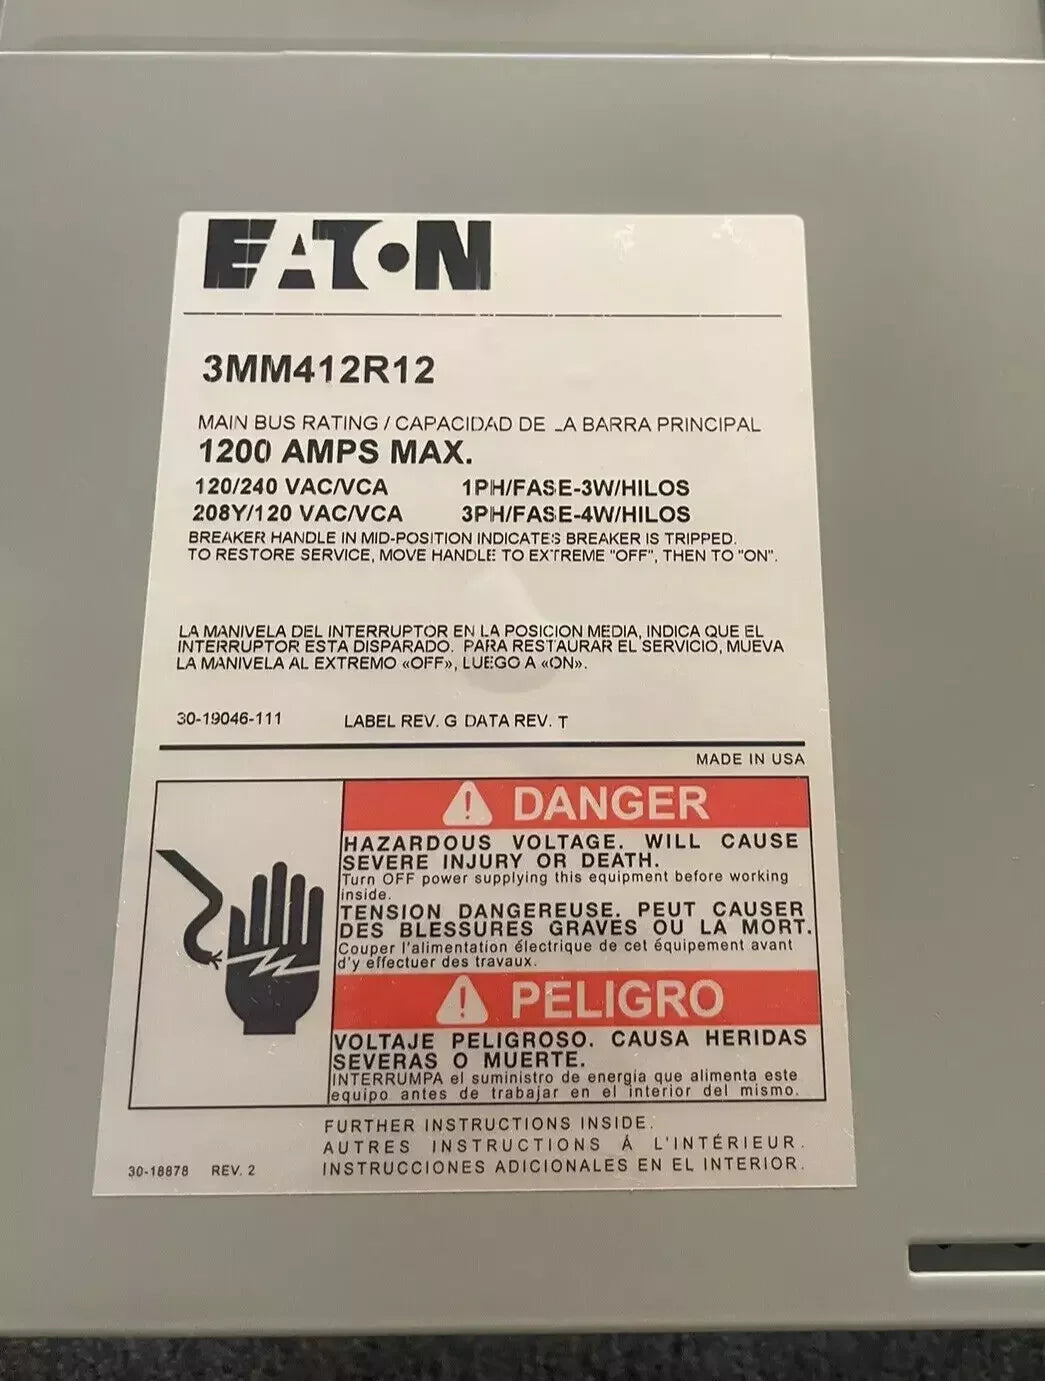 EATON
3MM412R12
MAIN BUS RATING / CAPACIDAD DE LA BARRA PRINCIPAL
1200 AMPS MAX.
120/240 VAC/VCA 1PH/FASE-3W/HILOS
208Y/120 VAC/VCA 3PH/FASE-4W/HILOS
BREAKER HANDLE IN MID-POSITION INDICATES BREAKER IS TRIPPED.
TO RESTORE SERVICE, MOVE HANDLE TO EXTREME "OFF", THEN TO "ON".
LA MANIVELA DEL INTERRUPTOR EN LA POSICION MEDIA, INDICA QUE EL
INTERRUPTOR ESTA DISPARADO. PARA RESTAURAR EL SERVICIO, MUEVA
LA MANIVELA AL EXTREMO «OFF», LUEGO A «ON».
30-19046-111 LABEL REV. G DATA REV. T
MADE IN USA
DANGER
HAZARDOUS VOLTAGE. WILL CAUSE
SEVERE INJURY OR DEATH.
Turn OFF power supplying this equipment before working
inside.
TENSION DANGEREUSE. PEUT CAUSER
DES BLESSURES GRAVES OU LA MORT.
Couper l'alimentation électrique de cet équipement avant
d'y effectuer des travaux.
PELIGRO
VOLTAJE PELIGROSO. CAUSA HERIDAS
SEVERAS O MUERTE.
INTERRUMPA el suministro de energia que alimenta este
equipo antes de trabajar en el interior del mismo.
FURTHER INSTRUCTIONS INSIDE.
AUTRES INSTRUCTIONS Á L'INTÉRIEUR.
30-18878 REV. 2 INSTRUCCIONES ADICIONALES EN EL INTERIOR.